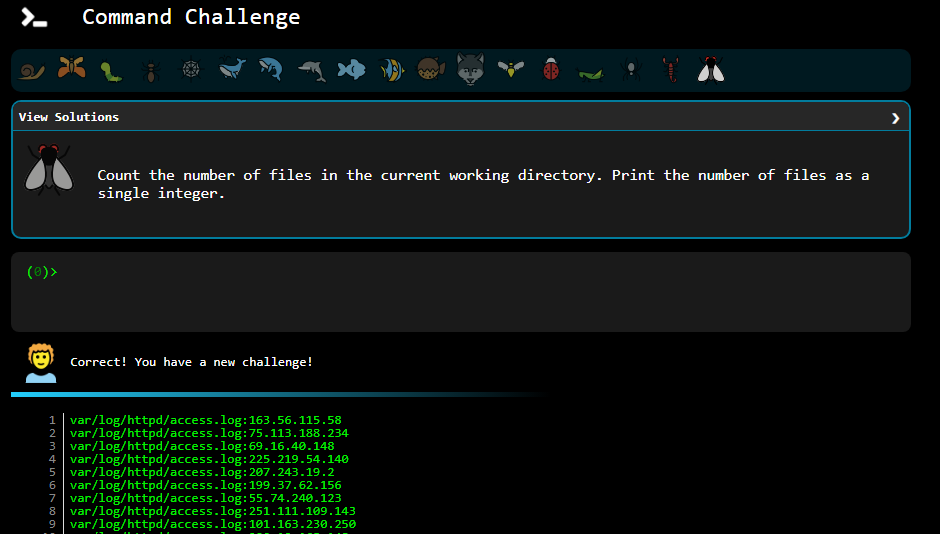 Command Challenge
View Solutions
Count the number of files in the current working directory. Print the number of files as a
single integer.
(0)>
Correct! You have a new challenge!
1 var/log/httpd/access.log:163.56.115.58
2 var/log/httpd/access.log:75.113.188.234
3 var/log/httpd/access.log:69.16.40.148
4 var/log/httpd/access.log:225.219.54.140
5 var/log/httpd/access.log:207.243.19.2
6 var/log/httpd/access.log:199.37.62.156
7 var/log/httpd/access.log:55.74.240.123
8 var/log/httpd/access.log:251.111.109.143
9 var/log/httpd/access.log:101.163.230.250